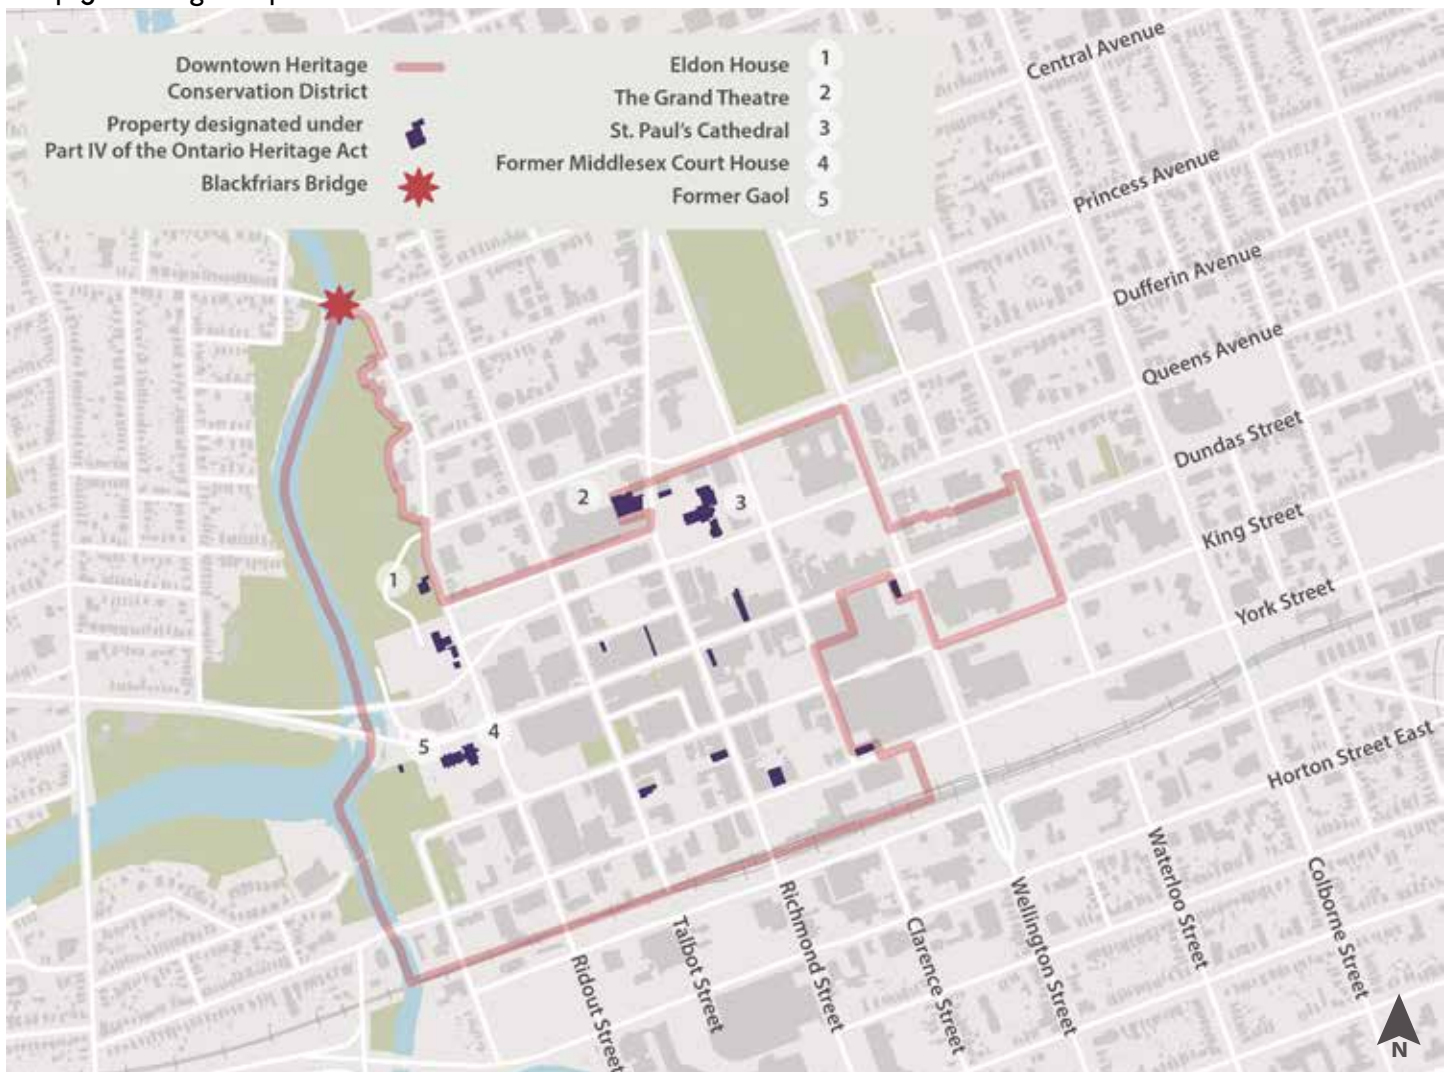 Downtown Heritage
Conservation District
Property designated under
Part IV of the Ontario Heritage Act
Blackfriars Bridge
Eldon House 1
The Grand Theatre 2
St. Paul's Cathedral 3
Former Middlesex Court House 4
Former Gaol 5
Central Avenue
Princess Avenue
Dufferin Avenue
Queens Avenue
Dundas Street
King Street
York Street
Horton Street East
2
3
1
4
5
Ridout Street
Talbot Street
Richmond Street
Clarence Street
Wellington Street
Waterloo Street
Colborne Street
N